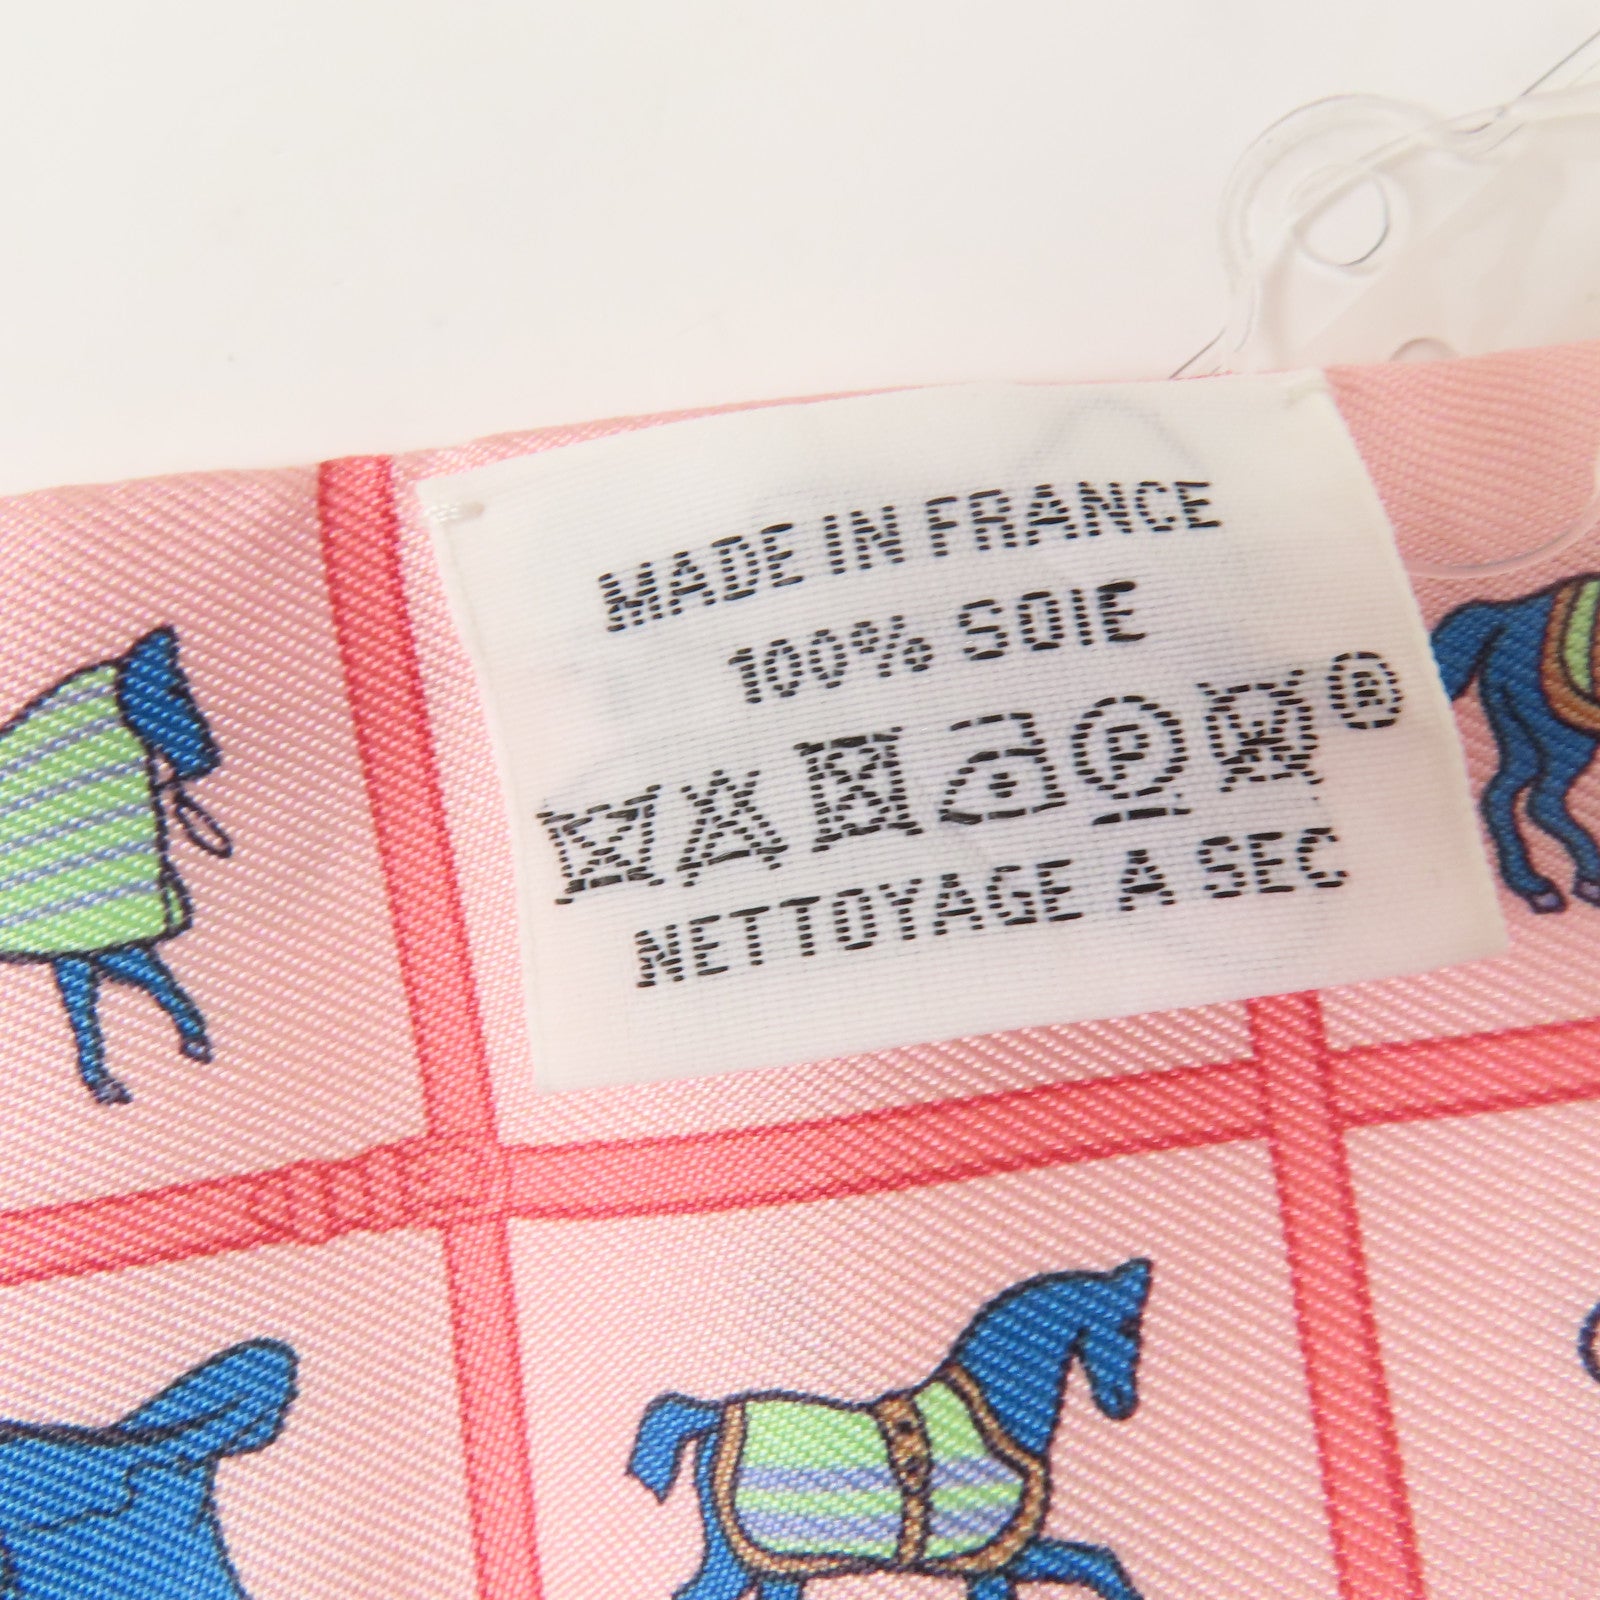 MADE IN FRANCE
100% SOIE
P ®
NETTOYAGE A SEC